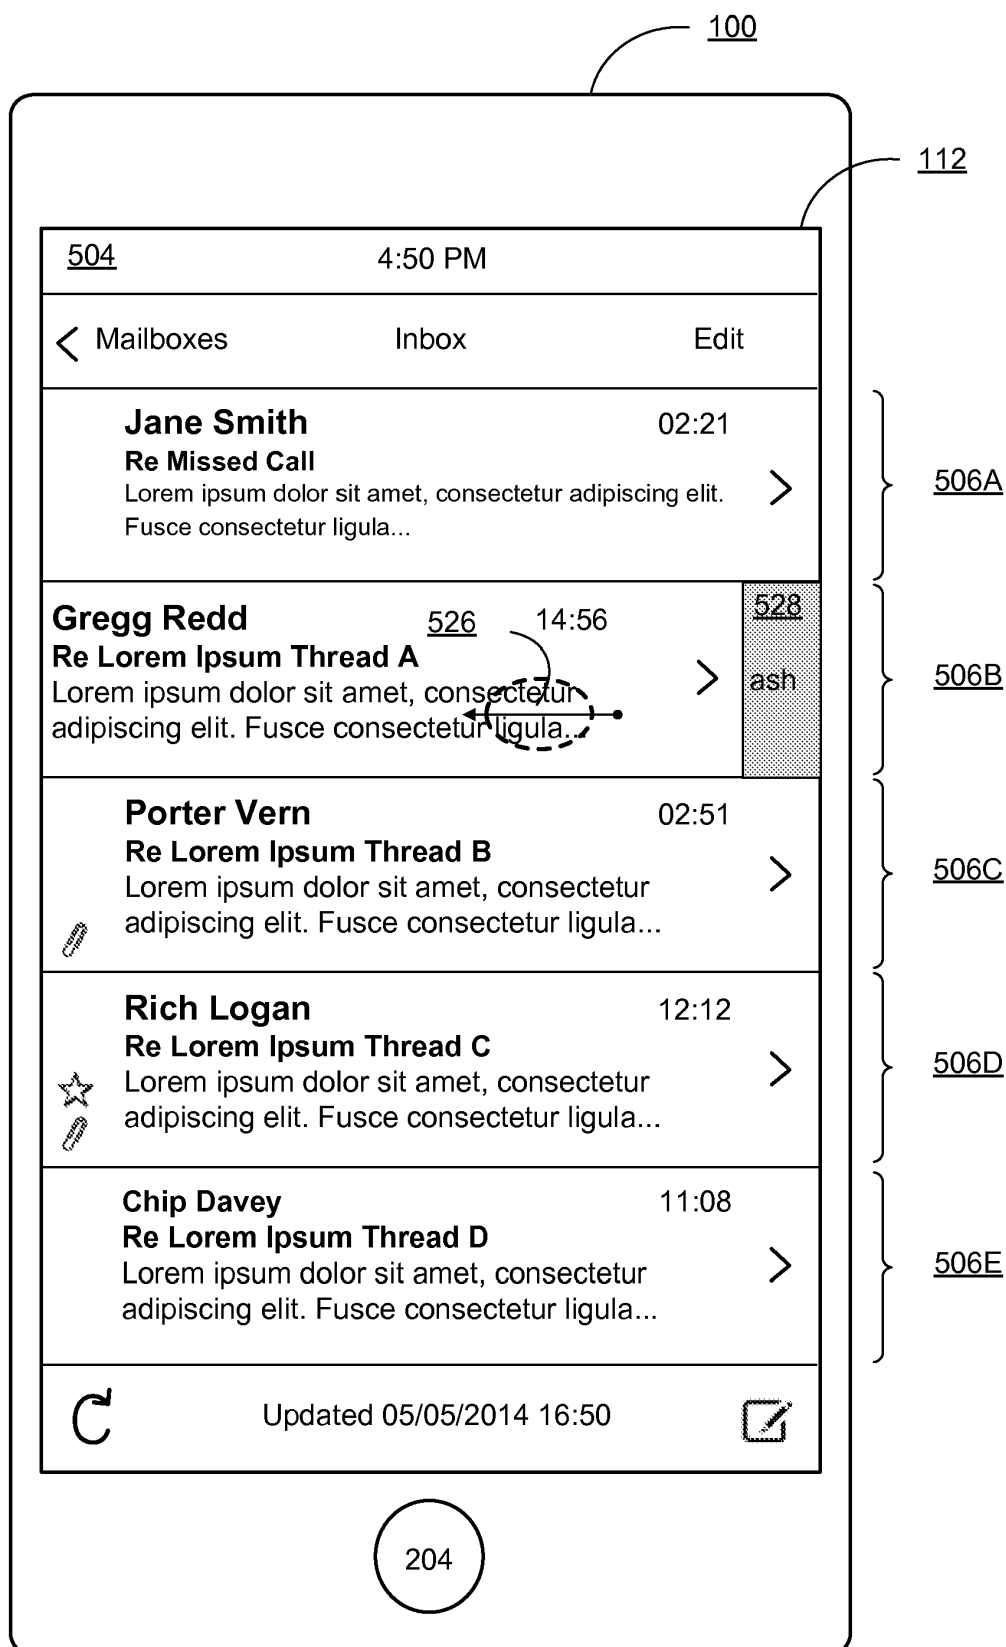 100
112
504 4:50 PM
Mailboxes Inbox Edit
Jane Smith 02:21
Re Missed Call
Lorem ipsum dolor sit amet, consectetur adipiscing elit.
Fusce consectetur ligula...
506A
Gregg Redd 526 14:56 528
Re Lorem Ipsum Thread A
Lorem ipsum dolor sit amet, consectetur ash
adipiscing elit. Fusce consectetur ligula...
506B
Porter Vern 02:51
Re Lorem Ipsum Thread B
Lorem ipsum dolor sit amet, consectetur
adipiscing elit. Fusce consectetur ligula...
506C
Rich Logan 12:12
Re Lorem Ipsum Thread C
Lorem ipsum dolor sit amet, consectetur
adipiscing elit. Fusce consectetur ligula...
506D
Chip Davey 11:08
Re Lorem Ipsum Thread D
Lorem ipsum dolor sit amet, consectetur
adipiscing elit. Fusce consectetur ligula...
506E
Updated 05/05/2014 16:50
204